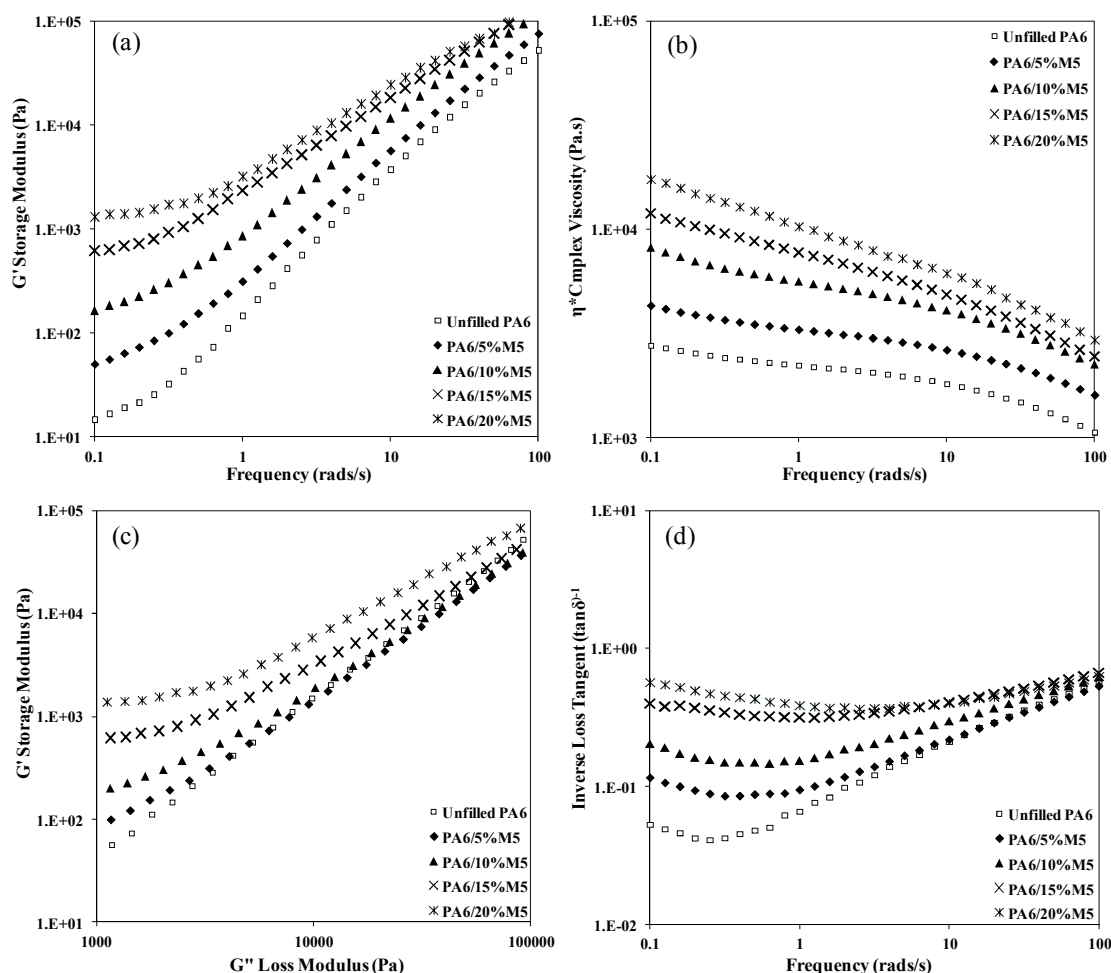 (a)
G' Storage Modulus (Pa)
1.E+05
1.E+04
1.E+03
1.E+02
1.E+01
Unfilled PA6
PA6/5%M5
PA6/10%M5
PA6/15%M5
PA6/20%M5
0.1 1 10 100
Frequency (rads/s)
(b)
η*Cmplex Viscosity (Pa.s)
1.E+05
1.E+04
1.E+03
Unfilled PA6
PA6/5%M5
PA6/10%M5
PA6/15%M5
PA6/20%M5
0.1 1 10 100
Frequency (rads/s)
(c)
G' Storage Modulus (Pa)
1.E+05
1.E+04
1.E+03
1.E+02
1.E+01
Unfilled PA6
PA6/5%M5
PA6/10%M5
PA6/15%M5
PA6/20%M5
1000 10000 100000
G" Loss Modulus (Pa)
(d)
Inverse Loss Tangent (tanδ)-1
1.E+01
1.E+00
1.E-01
1.E-02
Unfilled PA6
PA6/5%M5
PA6/10%M5
PA6/15%M5
PA6/20%M5
0.1 1 10 100
Frequency (rads/s)